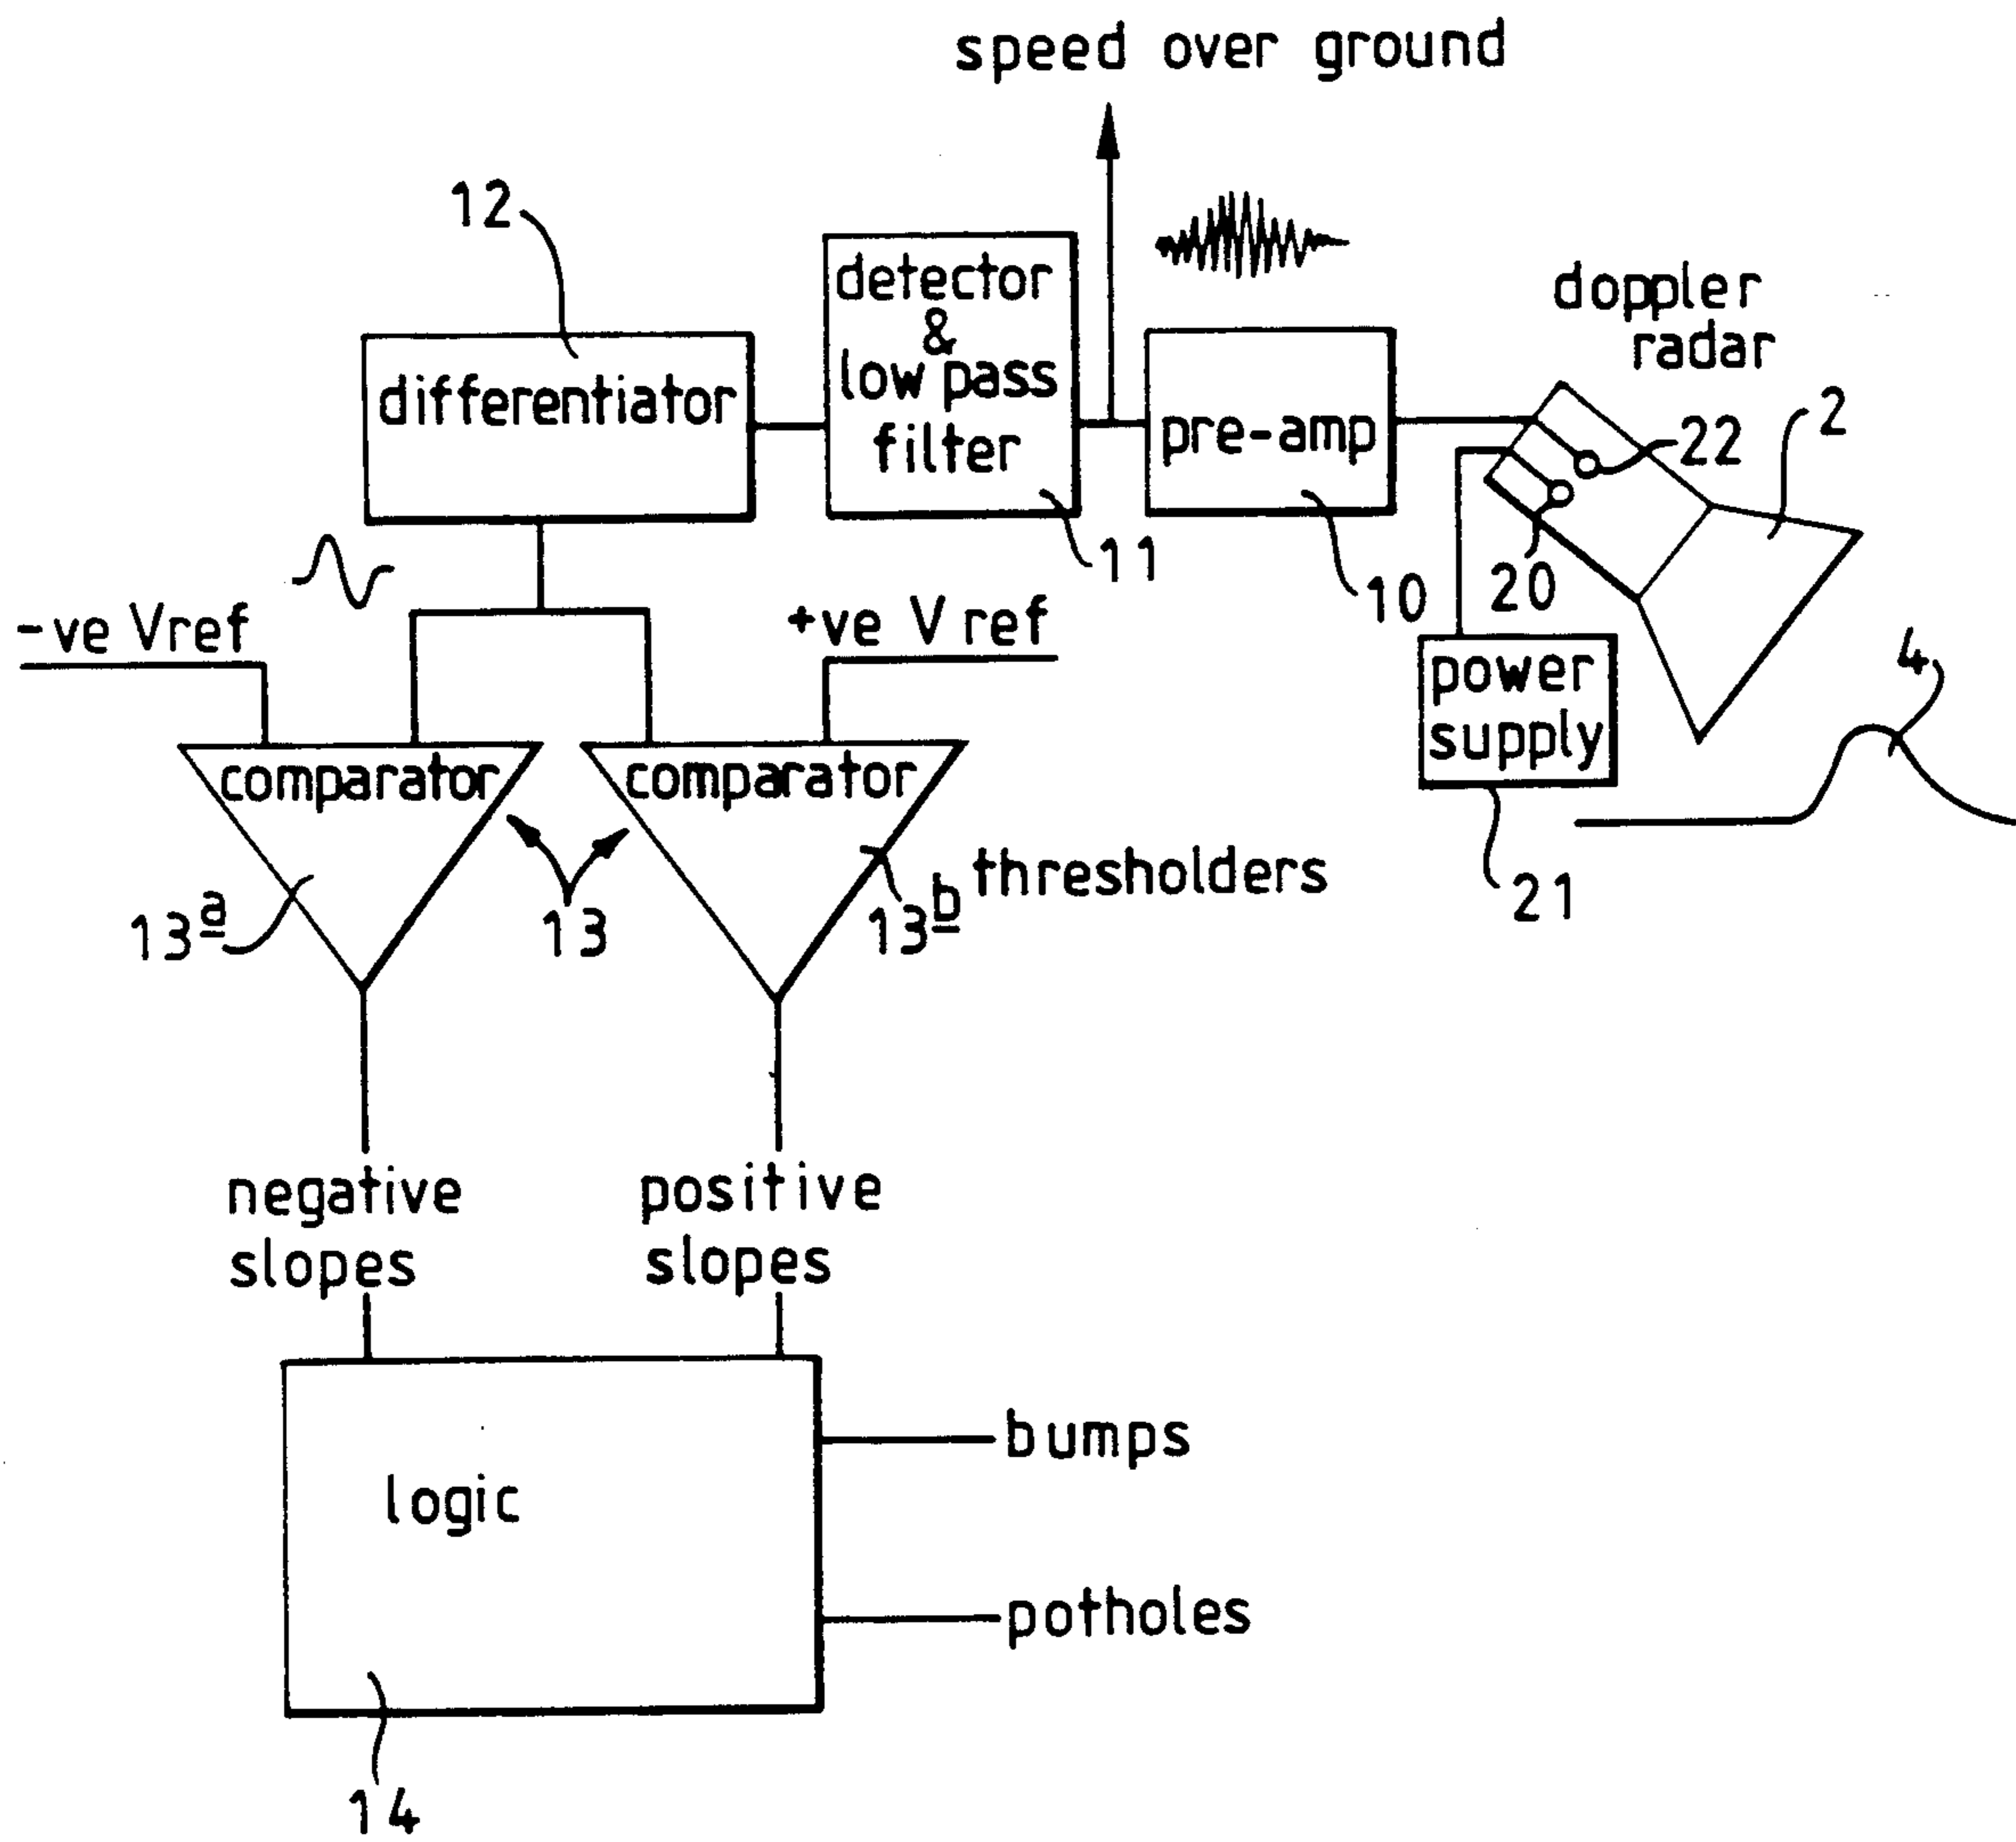 speed over ground
12
detector
&
low pass
filter
doppler
radar
differentiator
pre-amp
22
2
11
10
20
-ve Vref
+ve V ref
power
supply
4
comparator
comparator
thresholders
13a
13
13b
21
negative
slopes
positive
slopes
bumps
logic
potholes
14